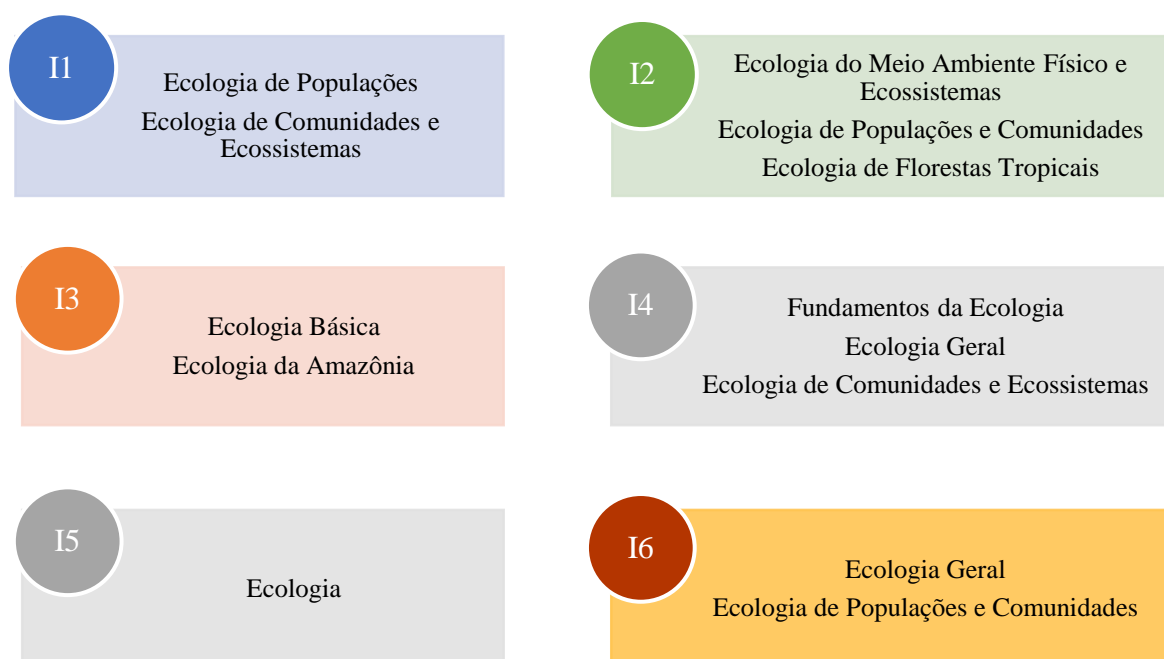 I1
Ecologia de Populações
Ecologia de Comunidades e
Ecossistemas
I2
Ecologia do Meio Ambiente Físico e
Ecossistemas
Ecologia de Populações e Comunidades
Ecologia de Florestas Tropicais
I3
Ecologia Básica
Ecologia da Amazônia
I4
Fundamentos da Ecologia
Ecologia Geral
Ecologia de Comunidades e Ecossistemas
I5
Ecologia
I6
Ecologia Geral
Ecologia de Populações e Comunidades